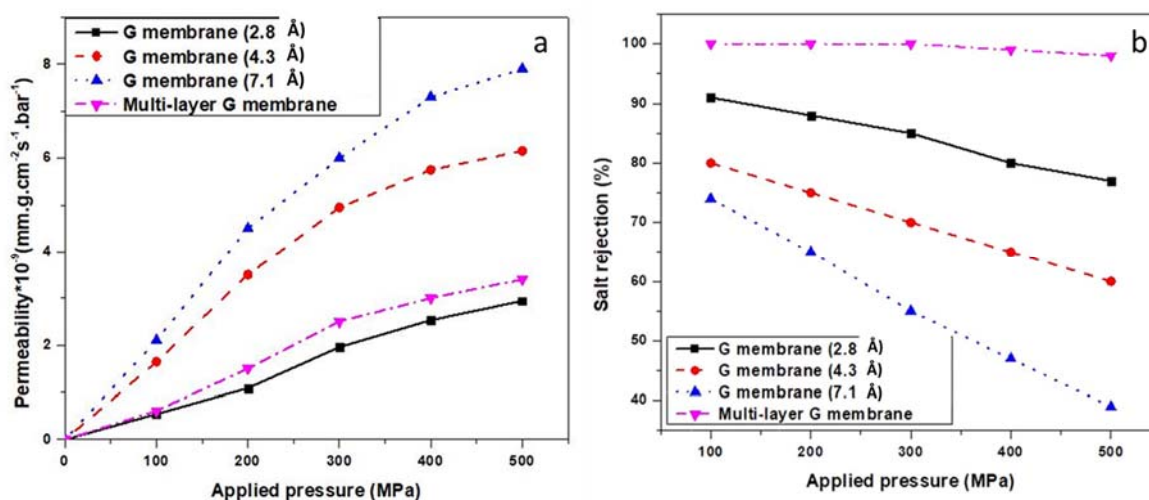 G membrane (2.8 Å)
G membrane (4.3 Å)
G membrane (7.1 Å)
Multi-layer G membrane
a
Permeability*10⁻⁹(mm.g.cm⁻²s⁻¹.bar⁻¹)
8
6
4
2
0
0 100 200 300 400 500
Applied pressure (MPa)
b
Salt rejection (%)
100
90
80
70
60
50
40
G membrane (2.8 Å)
G membrane (4.3 Å)
G membrane (7.1 Å)
Multi-layer G membrane
100 200 300 400 500
Applied pressure (MPa)